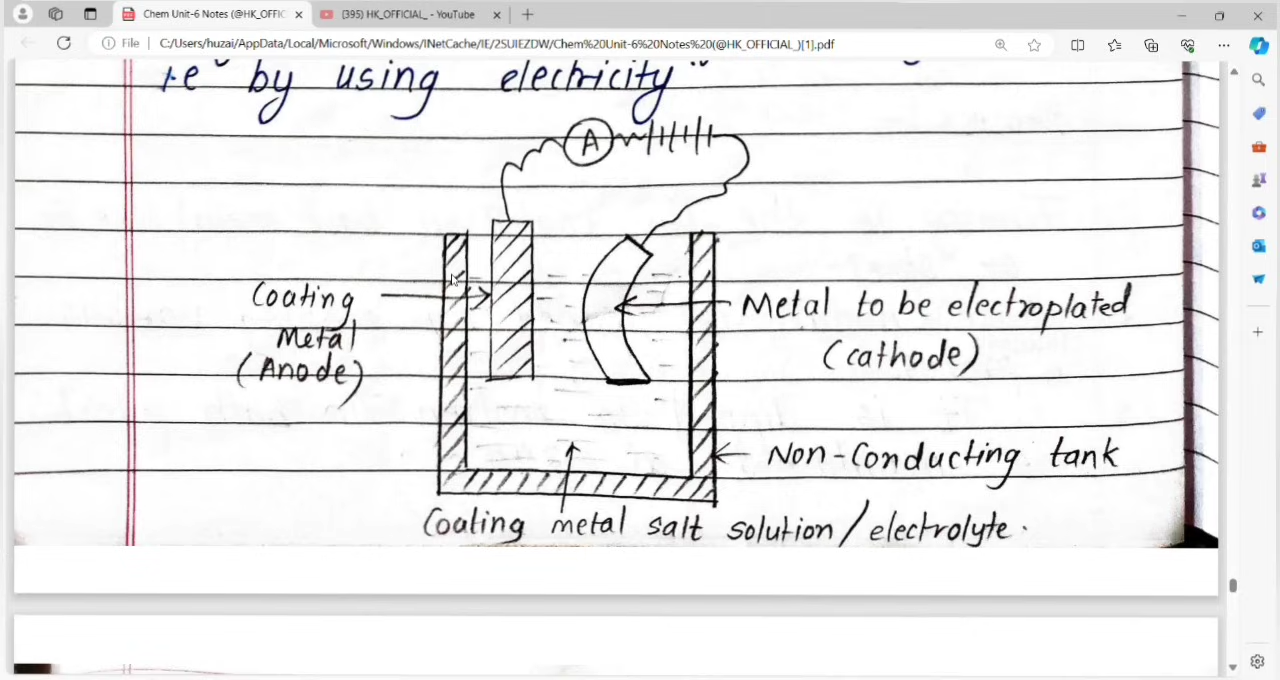 Chem Unit-6 Notes (@HK_OFFIC
(395) HK_OFFICIAL_ - YouTube
File
C:/Users/huzai/AppData/Local/Microsoft/Windows/INetCache/IE/2SUIEZDW/Chem%20Unit-6%20Notes%20(@HK_OFFICIAL_)[1].pdf
by using electricity"
A
Coating
Metal
(Anode)
Metal to be electroplated
(cathode)
Non-Conducting tank
Coating metal salt solution/electrolyte.